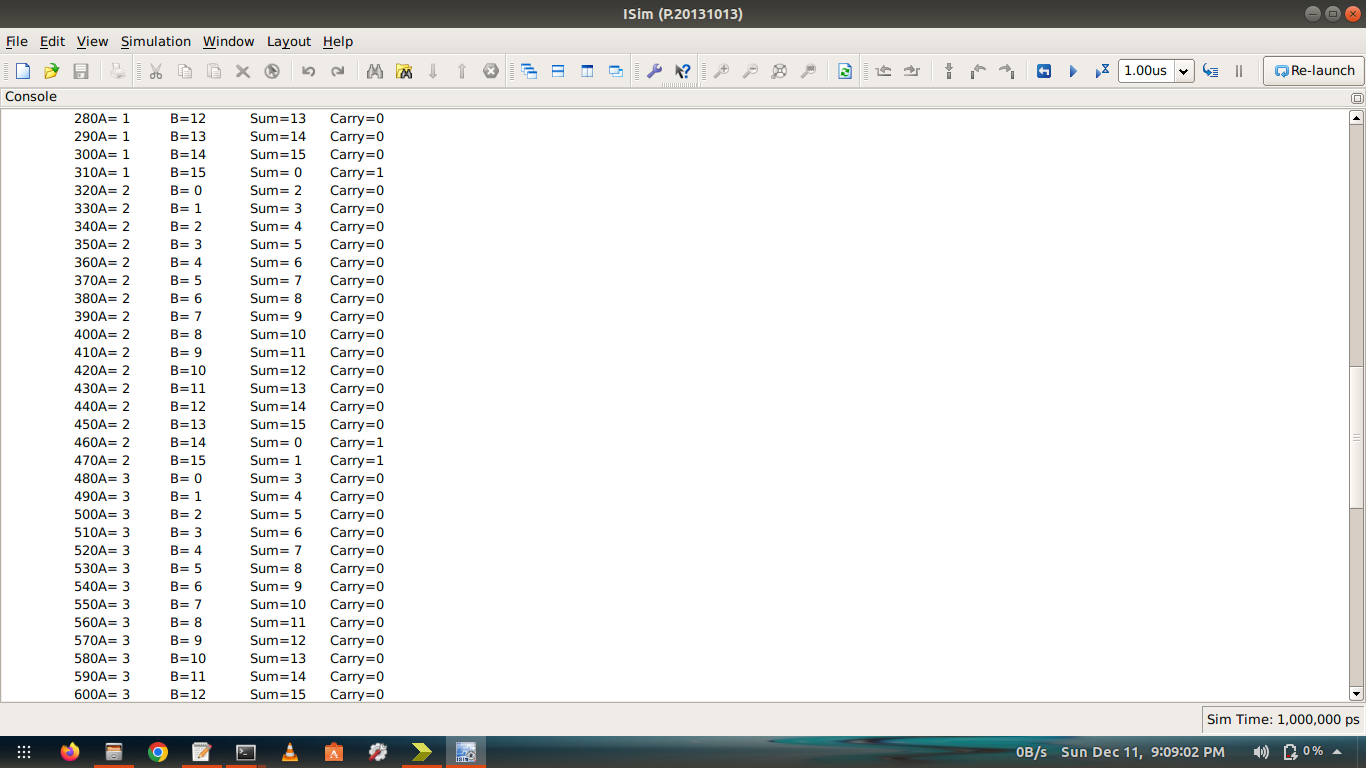 ISim (P.20131013)
File Edit View Simulation Window Layout Help
1.00us Re-launch
Console
280A= 1 B=12 Sum=13 Carry=0
290A= 1 B=13 Sum=14 Carry=0
300A= 1 B=14 Sum=15 Carry=0
310A= 1 B=15 Sum= 0 Carry=1
320A= 2 B= 0 Sum= 2 Carry=0
330A= 2 B= 1 Sum= 3 Carry=0
340A= 2 B= 2 Sum= 4 Carry=0
350A= 2 B= 3 Sum= 5 Carry=0
360A= 2 B= 4 Sum= 6 Carry=0
370A= 2 B= 5 Sum= 7 Carry=0
380A= 2 B= 6 Sum= 8 Carry=0
390A= 2 B= 7 Sum= 9 Carry=0
400A= 2 B= 8 Sum=10 Carry=0
410A= 2 B= 9 Sum=11 Carry=0
420A= 2 B=10 Sum=12 Carry=0
430A= 2 B=11 Sum=13 Carry=0
440A= 2 B=12 Sum=14 Carry=0
450A= 2 B=13 Sum=15 Carry=0
460A= 2 B=14 Sum= 0 Carry=1
470A= 2 B=15 Sum= 1 Carry=1
480A= 3 B= 0 Sum= 3 Carry=0
490A= 3 B= 1 Sum= 4 Carry=0
500A= 3 B= 2 Sum= 5 Carry=0
510A= 3 B= 3 Sum= 6 Carry=0
520A= 3 B= 4 Sum= 7 Carry=0
530A= 3 B= 5 Sum= 8 Carry=0
540A= 3 B= 6 Sum= 9 Carry=0
550A= 3 B= 7 Sum=10 Carry=0
560A= 3 B= 8 Sum=11 Carry=0
570A= 3 B= 9 Sum=12 Carry=0
580A= 3 B=10 Sum=13 Carry=0
590A= 3 B=11 Sum=14 Carry=0
600A= 3 B=12 Sum=15 Carry=0
Sim Time: 1,000,000 ps
0B/s Sun Dec 11, 9:09:02 PM 0 %